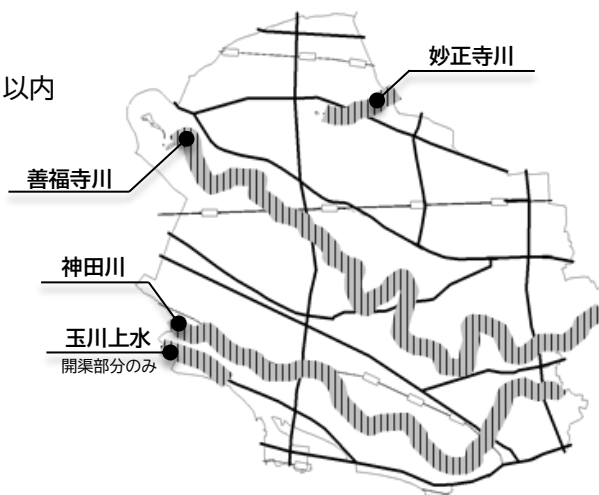 妙正寺川
以内
善福寺川
神田川
玉川上水
開渠部分のみ